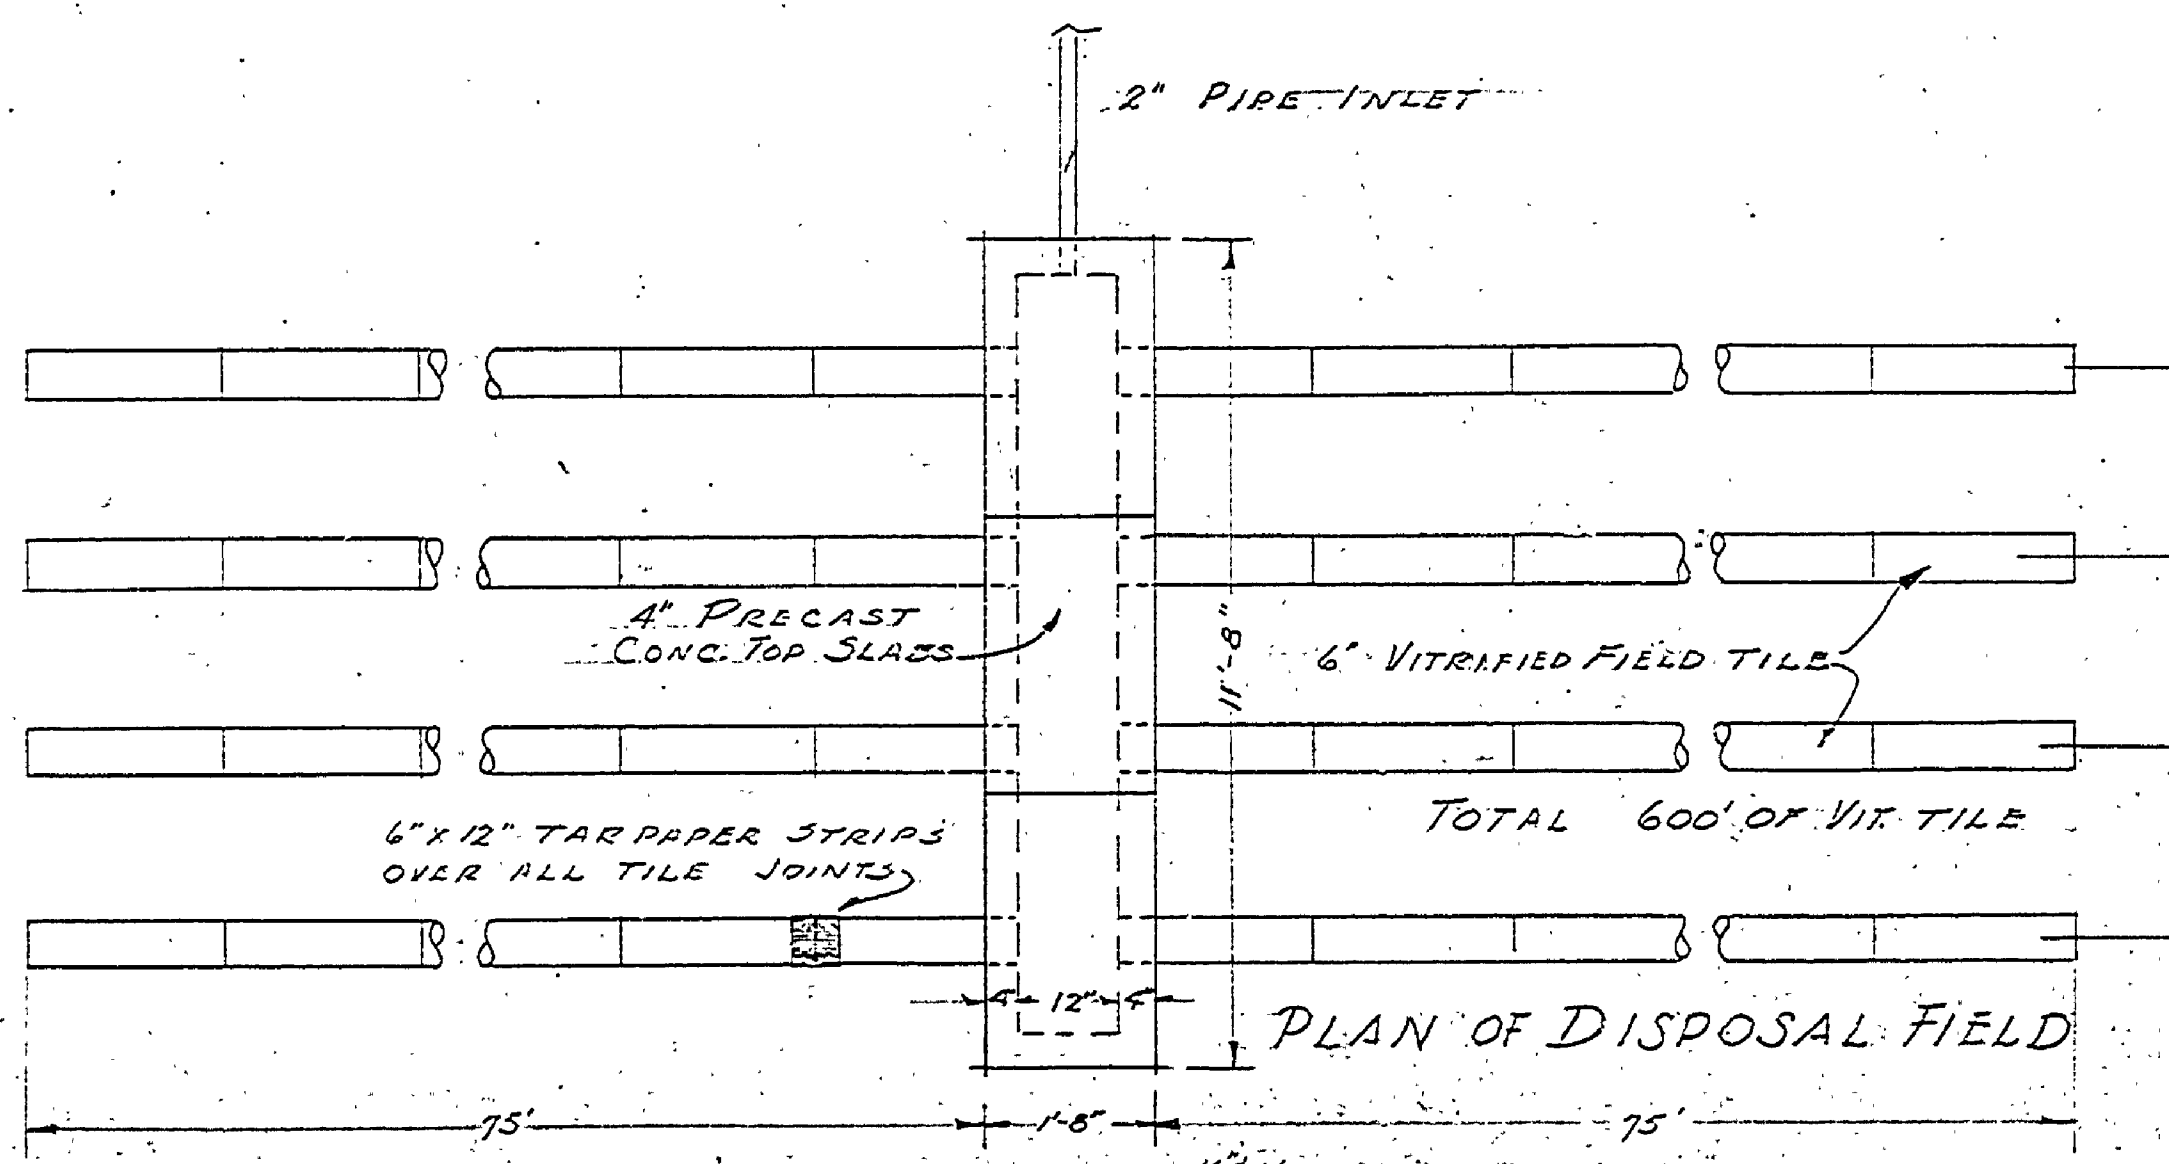 2" PIPE INLET
4" PRECAST
CONC. TOP SLABS
11'-8"
6" VITRIFIED FIELD TILE
TOTAL 600' OF VIT. TILE
6" X 12" TAR PAPER STRIPS
OVER ALL TILE JOINTS
4" 12" 4"
PLAN OF DISPOSAL FIELD
75' 1'-8" 75'